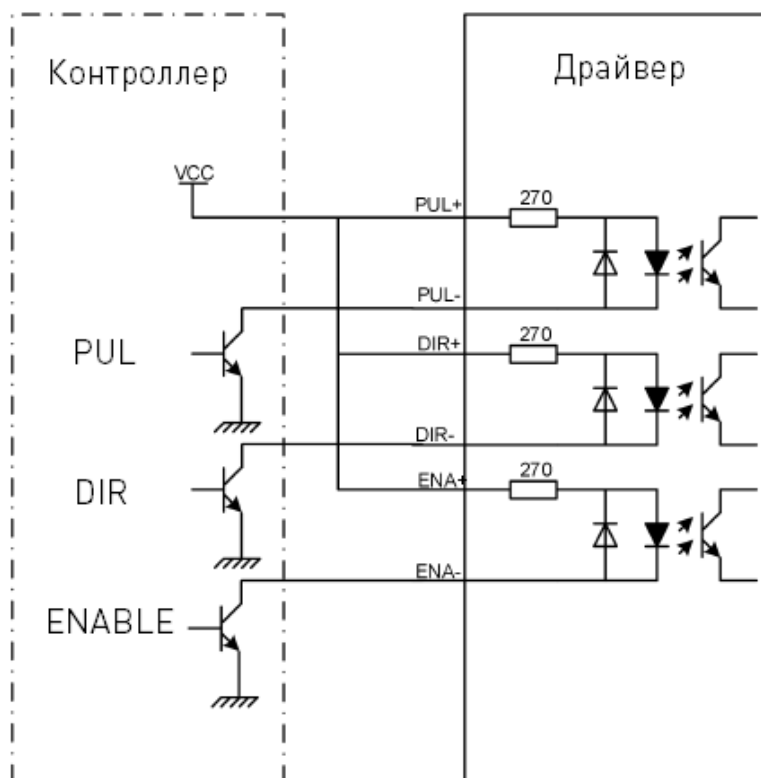 Контроллер
Драйвер
VCC
PUL+
270
PUL-
PUL
DIR+
270
DIR-
DIR
ENA+
270
ENA-
ENABLE